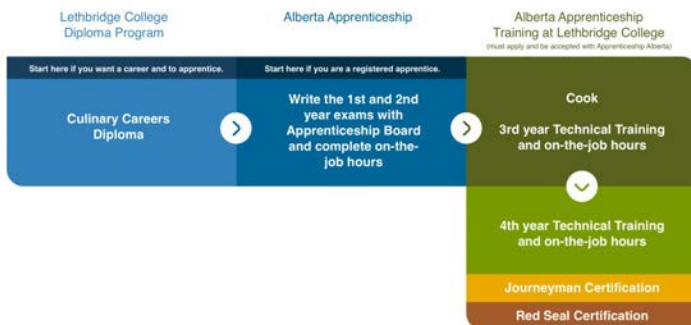 Lethbridge College
Diploma Program
Alberta Apprenticeship
Alberta Apprenticeship
Training at Lethbridge College
(must apply and be accepted with Apprenticeship Alberta)
Start here if you want a career and to apprentice.
Start here if you are a registered apprentice.
Culinary Careers
Diploma
Write the 1st and 2nd
year exams with
Apprenticeship Board
and complete on-the-
job hours
Cook
3rd year Technical Training
and on-the-job hours
4th year Technical Training
and on-the-job hours
Journeyman Certification
Red Seal Certification